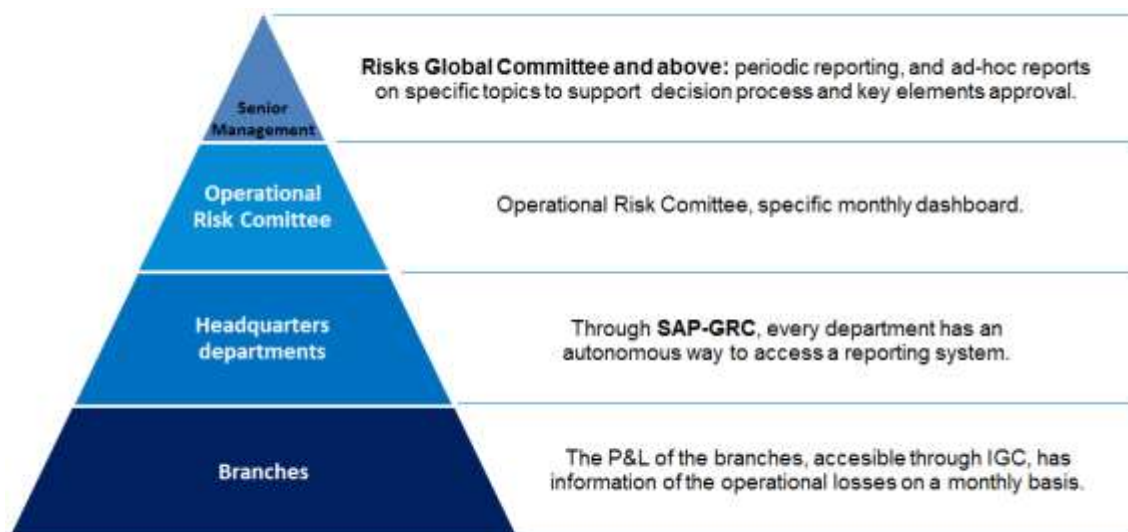 Risks Global Committee and above: periodic reporting, and ad-hoc reports
on specific topics to support decision process and key elements approval.
Senior
Management
Operational
Risk Comittee
Operational Risk Comittee, specific monthly dashboard.
Headquarters
departments
Through SAP-GRC, every department has an
autonomous way to access a reporting system.
Branches
The P&L of the branches, accesible through IGC, has
information of the operational losses on a monthly basis.